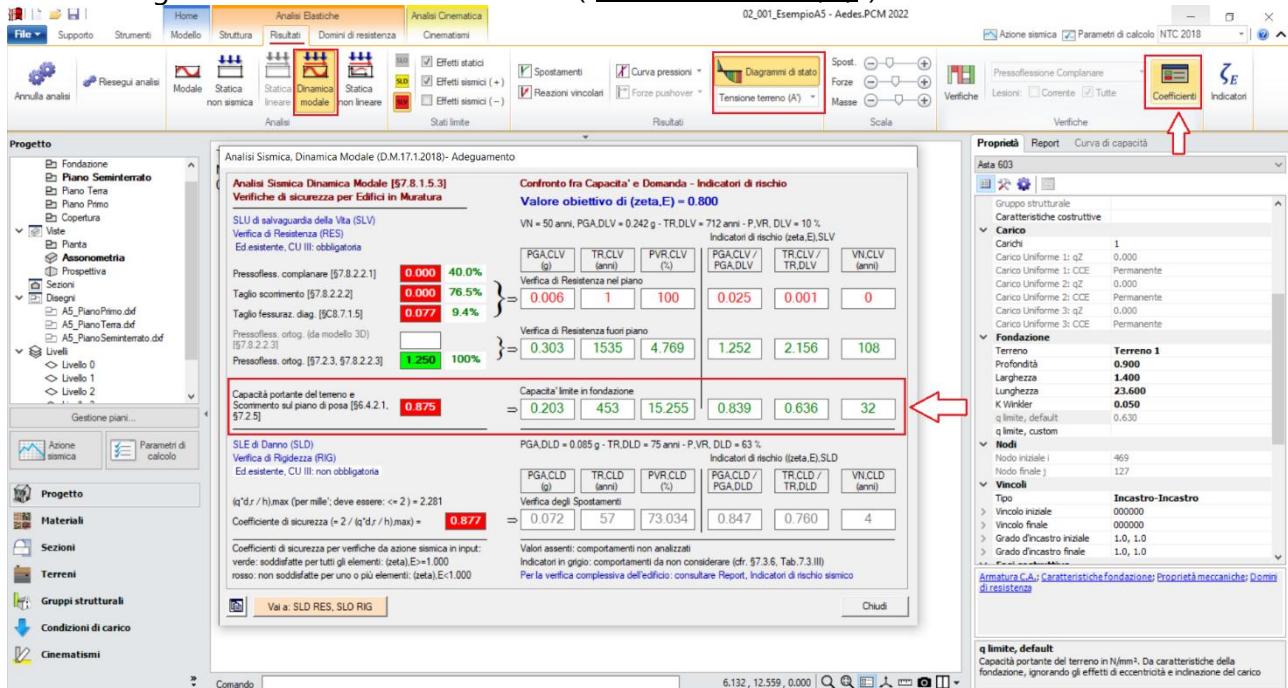 02_001_EsempioA5 - Aedes.PCM 2022
Home
Analisi Elastiche
Analisi Cinematica
File
Supporto
Strumenti
Modello
Struttura
Risultati
Domini di resistenza
Cinematismi
Azione sismica
Parametri di calcolo
NTC 2018
Annulla analisi
Riesegui analisi
Modale
Statica non sismica
Statica lineare
Dinamica modale
Statica non lineare
Analisi
SLO
SLD
SLV
Effetti statici
Effetti sismici ( + )
Effetti sismici ( − )
Stati limite
Spostamenti
Reazioni vincolari
Curva pressioni
Forze pushover
Diagrammi di stato
Tensione terreno (A')
Risultati
Spost.
Forze
Masse
Scala
Verifiche
Pressoflessione Complanare
Lesioni:
Corrente
Tutte
Coefficienti
Verifiche
ζE
Indicatori
Progetto
Fondazione
Piano Seminterrato
Piano Terra
Piano Primo
Copertura
Viste
Pianta
Assonometria
Prospettiva
Sezioni
Disegni
A5_PianoPrimo.dxf
A5_PianoTerra.dxf
A5_PianoSeminterrato.dxf
Livelli
Livello 0
Livello 1
Livello 2
Gestione piani...
Azione sismica
Parametri di calcolo
Progetto
Materiali
Sezioni
Terreni
Gruppi strutturali
Condizioni di carico
Cinematismi
Analisi Sismica, Dinamica Modale (D.M.17.1.2018)- Adeguamento
Analisi Sismica Dinamica Modale [§7.8.1.5.3]
Verifiche di sicurezza per Edifici in Muratura
SLU di salvaguardia della Vita (SLV)
Verifica di Resistenza (RES)
Ed.esistente, CU III: obbligatoria
Pressofless. complanare [§7.8.2.2.1] 0.000 40.0%
Taglio scorrimento [§7.8.2.2.2] 0.000 76.5%
Taglio fessuraz. diag. [§C8.7.1.5] 0.077 9.4%
Pressofless. ortog. (da modello 3D)
[§7.8.2.2.3]
Pressofless. ortog. [§7.2.3, §7.8.2.2.3] 1.250 100%
Capacità portante del terreno e
Scorrimento sul piano di posa [§6.4.2.1, 0.875
§7.2.5]
SLE di Danno (SLD)
Verifica di Rigidezza (RIG)
Ed.esistente, CU III: non obbligatoria
(q*d,r / h),max ('per mille'; deve essere: <= 2 ) = 2.281
Coefficiente di sicurezza (= 2 / (q*d,r / h),max) = 0.877
Coefficienti di sicurezza per verifiche da azione sismica in input:
verde: soddisfatte per tutti gli elementi: (zeta),E>=1.000
rosso: non soddisfatte per uno o più elementi: (zeta),E<1.000
Vai a: SLD RES, SLO RIG
Confronto fra Capacita' e Domanda - Indicatori di rischio
Valore obiettivo di (zeta,E) = 0.800
VN = 50 anni, PGA,DLV = 0.242 g - TR,DLV = 712 anni - P,VR, DLV = 10 %
Indicatori di rischio (zeta,E),SLV
PGA,CLV (g) TR,CLV (anni) PVR,CLV (%) PGA,CLV / PGA,DLV TR,CLV / TR,DLV VN,CLV (anni)
Verifica di Resistenza nel piano
⇒ 0.006 1 100 0.025 0.001 0
Verifica di Resistenza fuori piano
⇒ 0.303 1535 4.769 1.252 2.156 108
Capacita' limite in fondazione
⇒ 0.203 453 15.255 0.839 0.636 32
PGA,DLD = 0.085 g - TR,DLD = 75 anni - P,VR, DLD = 63 %
Indicatori di rischio ((zeta,E),SLD
PGA,CLD (g) TR,CLD (anni) PVR,CLD (%) PGA,CLD / PGA,DLD TR,CLD / TR,DLD VN,CLD (anni)
Verifica degli Spostamenti
⇒ 0.072 57 73.034 0.847 0.760 4
Valori assenti: comportamenti non analizzati
Indicatori in grigio: comportamenti da non considerare (cfr. §7.3.6, Tab.7.3.III)
Per la verifica complessiva dell'edificio: consultare Report, Indicatori di rischio sismico
Chiudi
Comando
6.132 , 12.559 , 0.000
Proprietà
Report
Curva di capacità
Asta 603
Gruppo strutturale
Caratteristiche costruttive
Carico
Carichi 1
Carico Uniforme 1: qZ 0.000
Carico Uniforme 1: CCE Permanente
Carico Uniforme 2: qZ 0.000
Carico Uniforme 2: CCE Permanente
Carico Uniforme 3: qZ 0.000
Carico Uniforme 3: CCE Permanente
Fondazione
Terreno Terreno 1
Profondità 0.900
Larghezza 1.400
Lunghezza 23.600
K Winkler 0.050
q limite, default 0.630
q limite, custom
Nodi
Nodo iniziale i 469
Nodo finale j 127
Vincoli
Tipo Incastro-Incastro
Vincolo iniziale 000000
Vincolo finale 000000
Grado d'incastro iniziale 1.0, 1.0
Grado d'incastro finale 1.0, 1.0
Armatura C.A.; Caratteristiche fondazione; Proprietà meccaniche; Domini
di resistenza
q limite, default
Capacità portante del terreno in N/mm². Da caratteristiche della
fondazione, ignorando gli effetti di eccentricità e inclinazione del carico